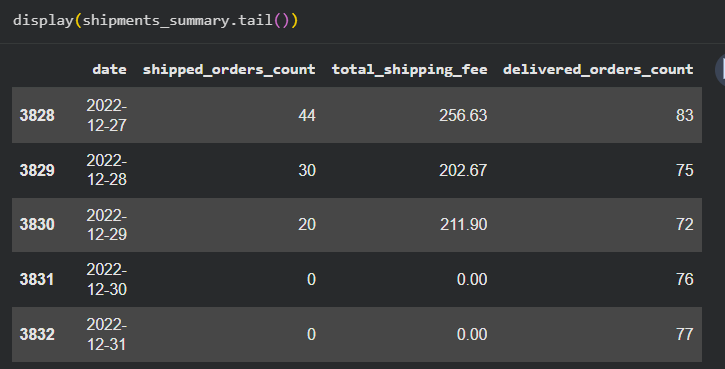 display(shipments_summary.tail())
date shipped_orders_count total_shipping_fee delivered_orders_count
3828 2022-12-27 44 256.63 83
3829 2022-12-28 30 202.67 75
3830 2022-12-29 20 211.90 72
3831 2022-12-30 0 0.00 76
3832 2022-12-31 0 0.00 77